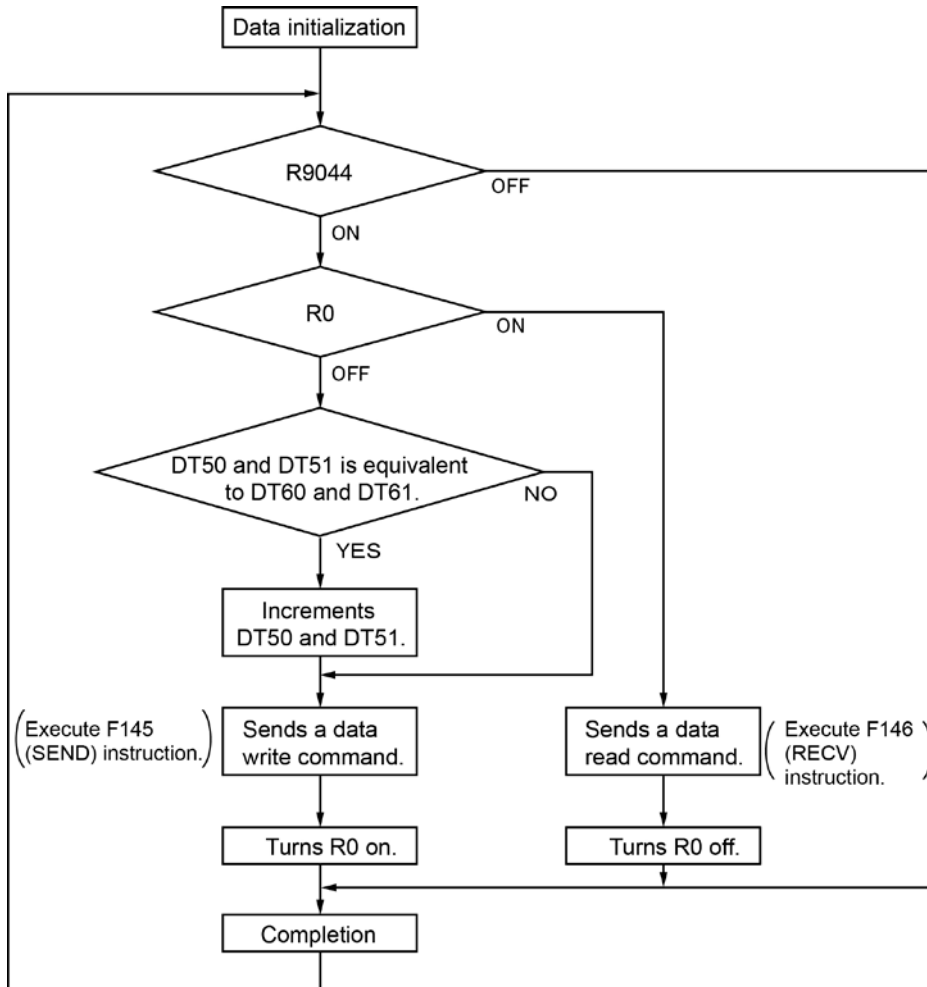 Data initialization
R9044
OFF
ON
R0
ON
OFF
DT50 and DT51 is equivalent
to DT60 and DT61.
NO
YES
Increments
DT50 and DT51.
(Execute F145
(SEND) instruction.)
Sends a data
write command.
Sends a data
read command.
(Execute F146
(RECV)
instruction.
Turns R0 on.
Turns R0 off.
Completion